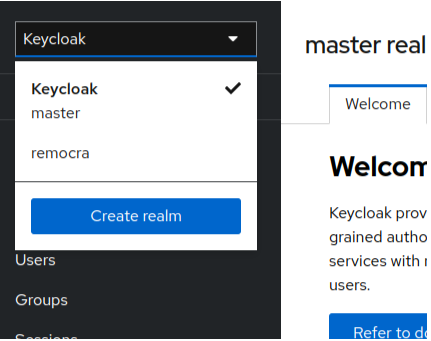 Keycloak
master real
Keycloak
master
Welcome
remocra
Welcom
Create realm
Keycloak prov
grained autho
Users
services with
users.
Groups
Refer to do